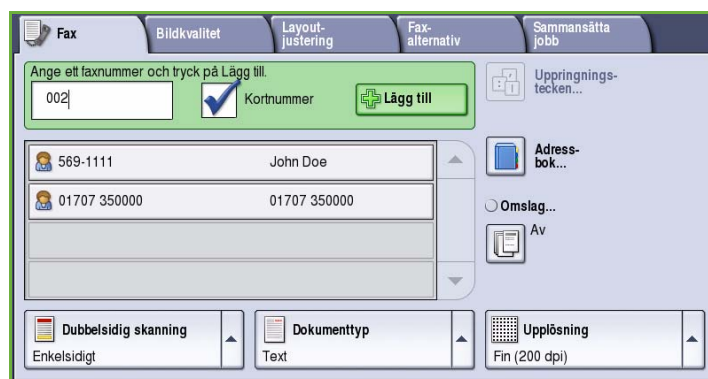 Fax
Bildkvalitet
Layout-
justering
Fax-
alternativ
Sammansätta
jobb
Ange ett faxnummer och tryck på Lägg till.
002
Kortnummer
Lägg till
Uppringnings-
tecken...
569-1111 John Doe
Adress-
bok...
01707 350000 01707 350000
Omslag...
Av
Dubbelsidig skanning
Enkelsidigt
Dokumenttyp
Text
Upplösning
Fin (200 dpi)